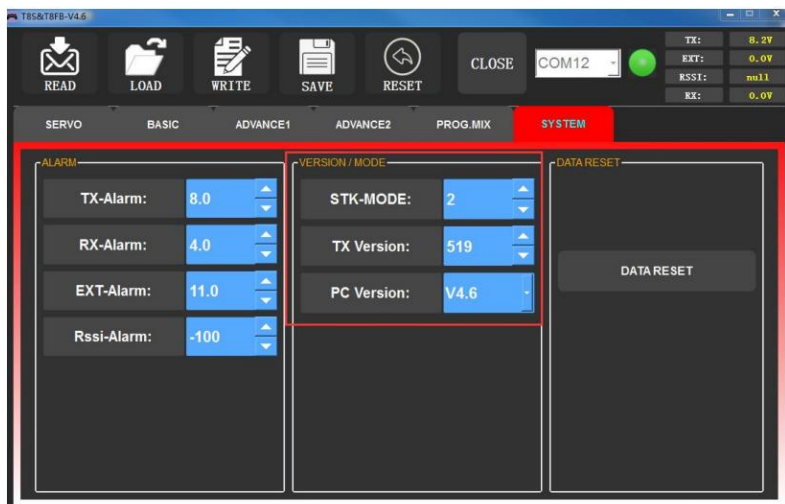 T8S&T8FB-V4.6
READ LOAD WRITE SAVE RESET CLOSE COM12
TX: 8.2V
EXT: 0.0V
RSSI: null
RX: 0.0V
SERVO BASIC ADVANCE1 ADVANCE2 PROG.MIX SYSTEM
ALARM
TX-Alarm: 8.0
RX-Alarm: 4.0
EXT-Alarm: 11.0
Rssi-Alarm: -100
VERSION / MODE
STK-MODE: 2
TX Version: 519
PC Version: V4.6
DATA RESET
DATA RESET